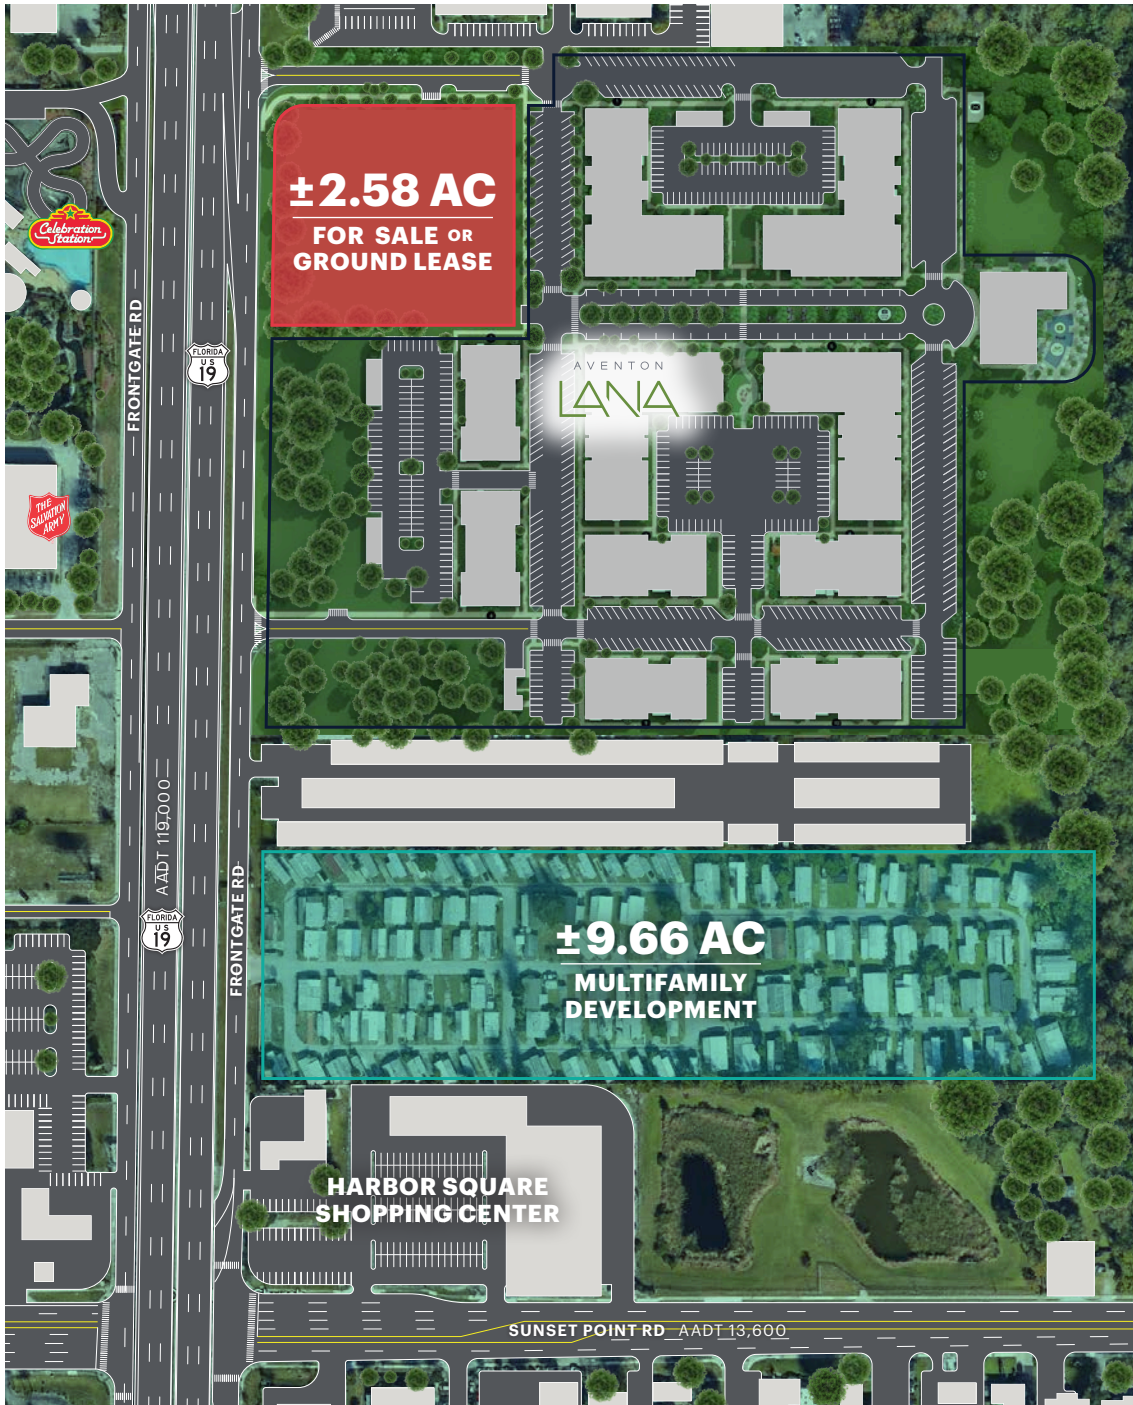 ±2.58 AC
FOR SALE OR
GROUND LEASE
Celebration
Station
FRONTGATE RD
FLORIDA
US
19
AVENTON
LANA
THE
SALVATION
ARMY
AADT 119,000
FRONTGATE RD
FLORIDA
US
19
±9.66 AC
MULTIFAMILY
DEVELOPMENT
HARBOR SQUARE
SHOPPING CENTER
SUNSET POINT RD AADT 13,600